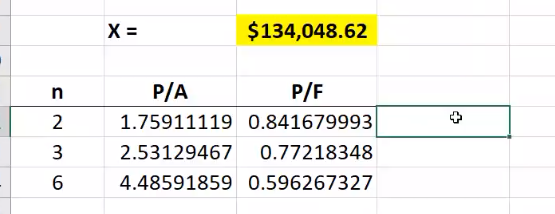 X = $134,048.62
n P/A P/F
2 1.75911119 0.841679993
3 2.53129467 0.77218348
6 4.48591859 0.596267327